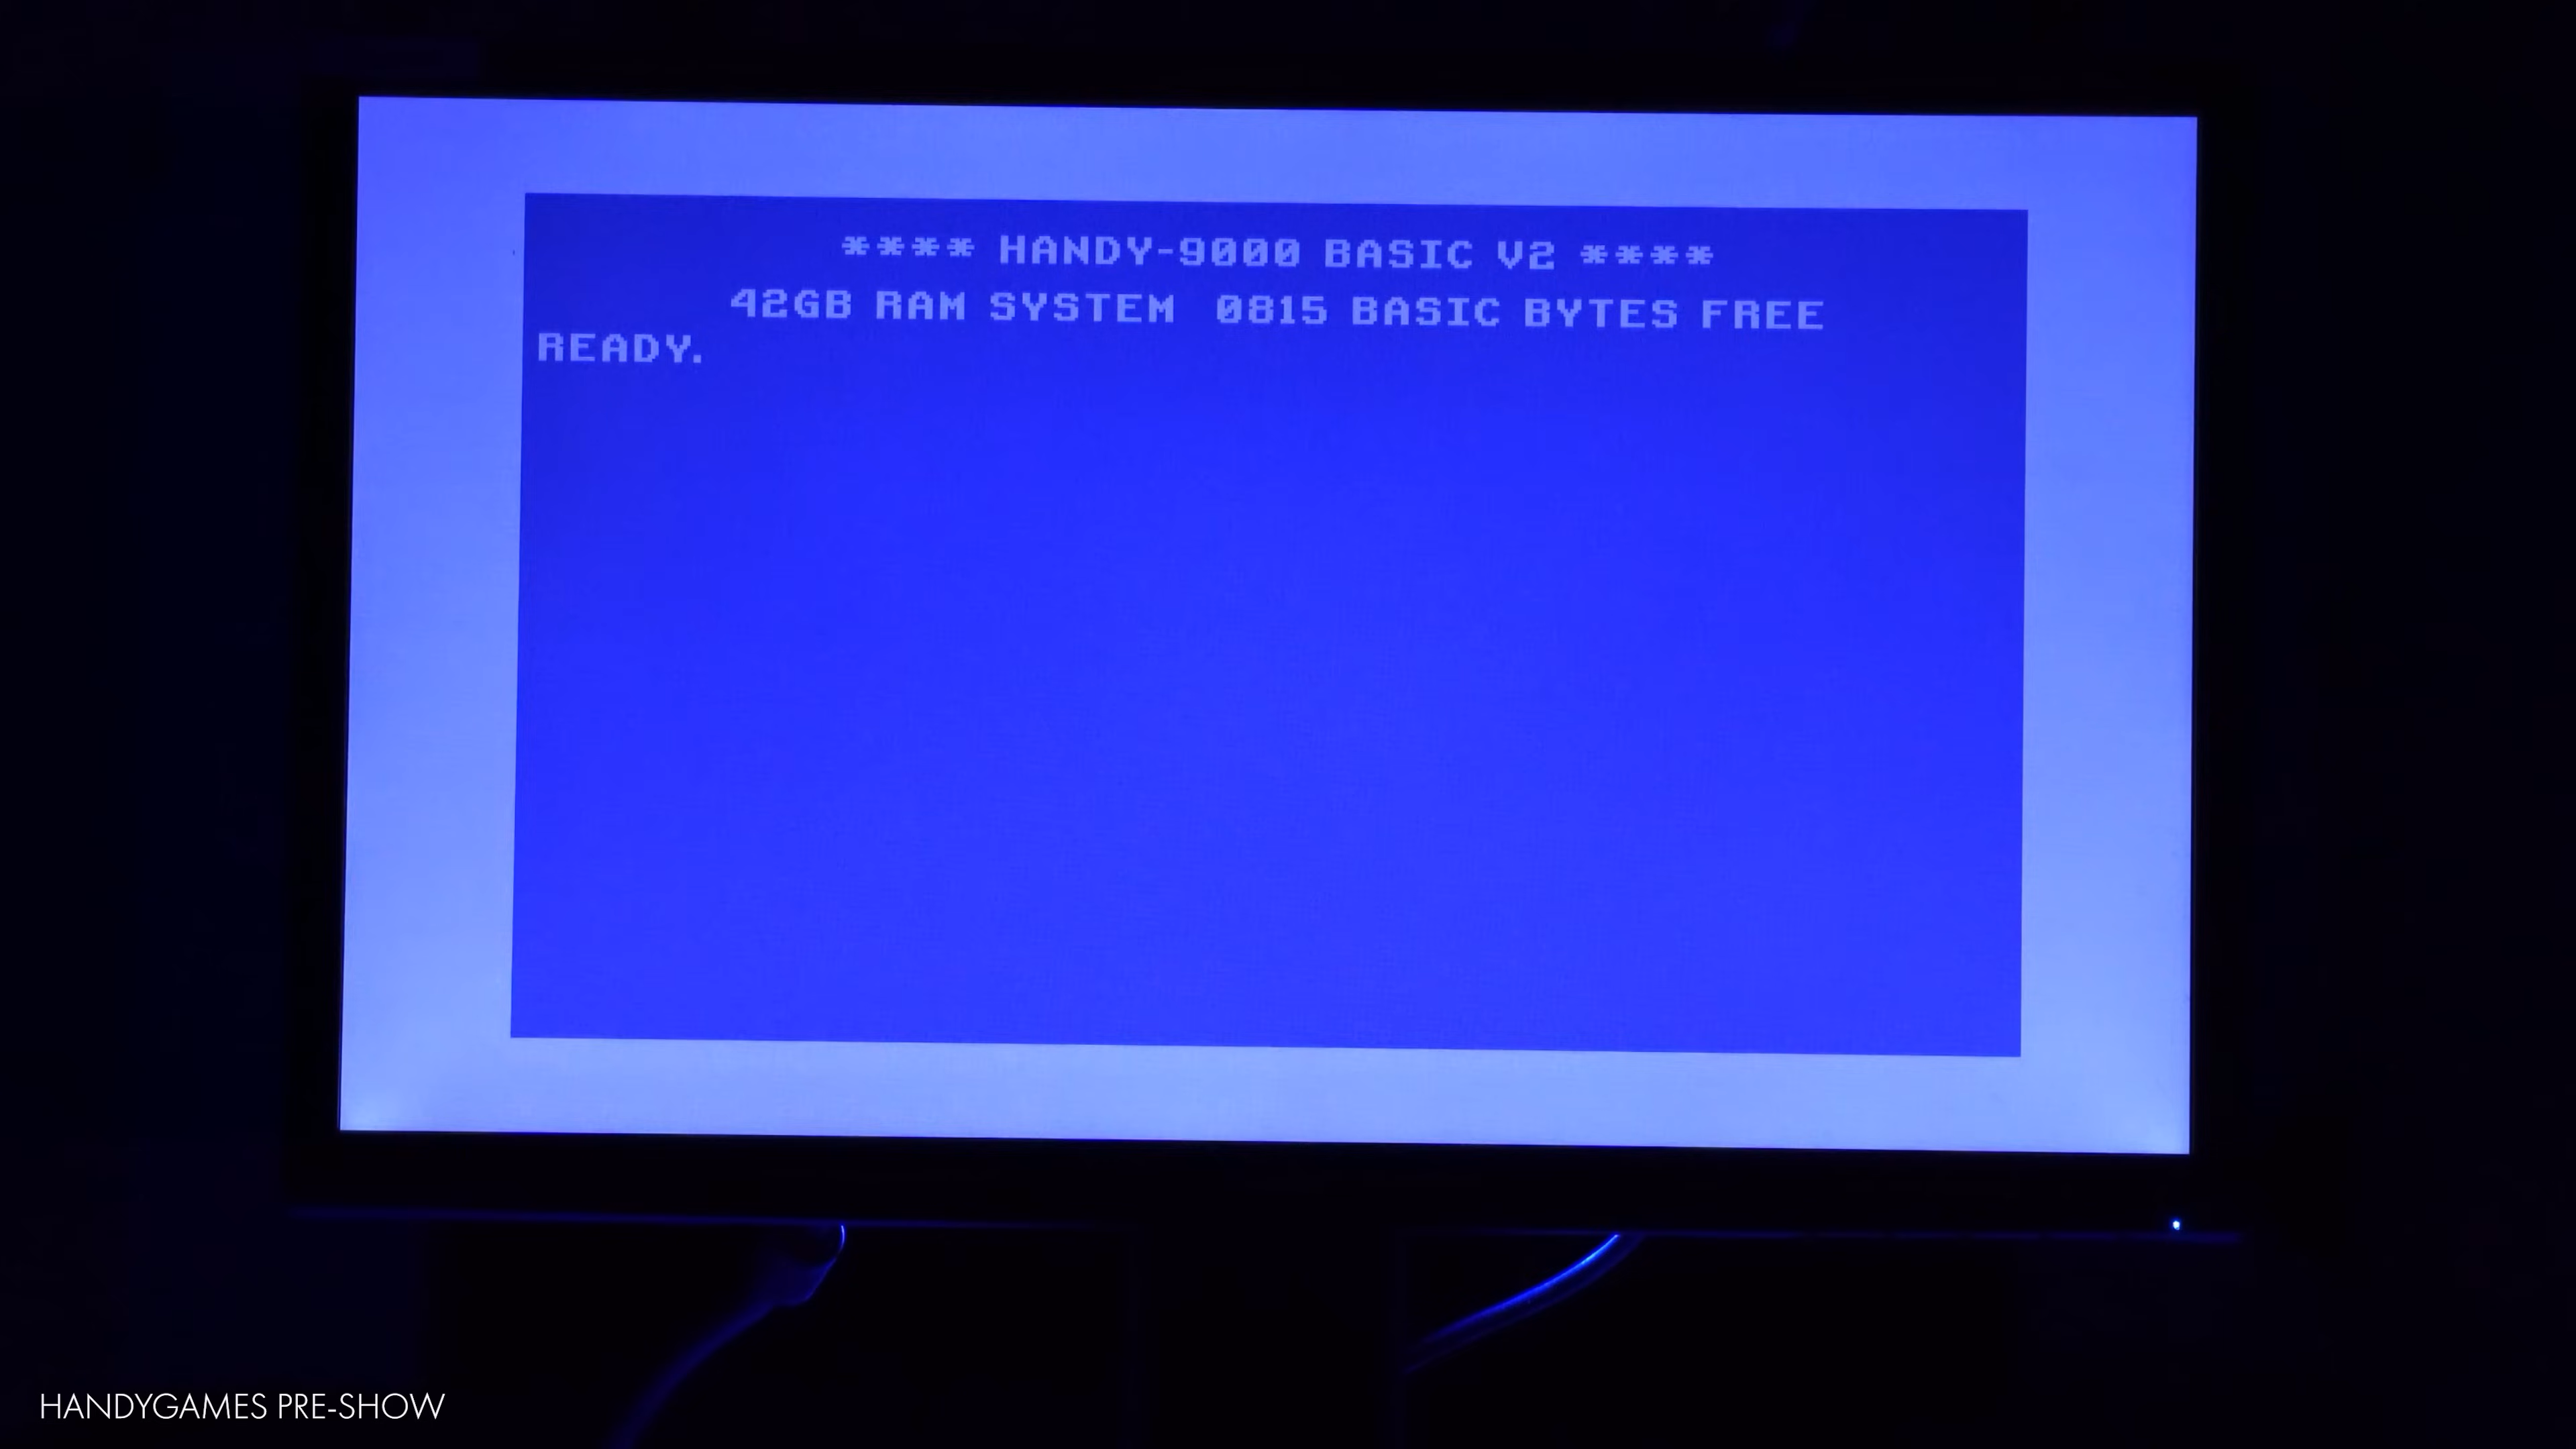 **** HANDY-9000 BASIC V2 ****
42GB RAM SYSTEM  0815 BASIC BYTES FREE
READY.
HANDYGAMES PRE-SHOW